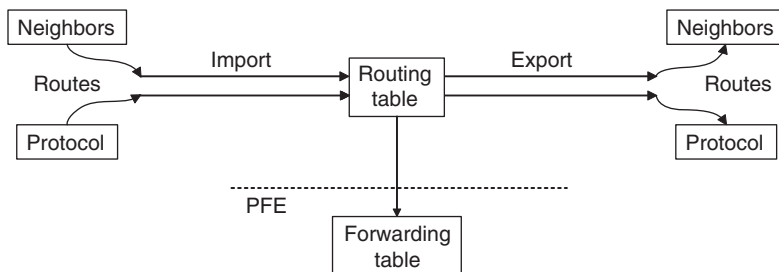 Neighbors
Neighbors
Import
Export
Routes
Routing
table
Routes
Protocol
Protocol
PFE
Forwarding
table